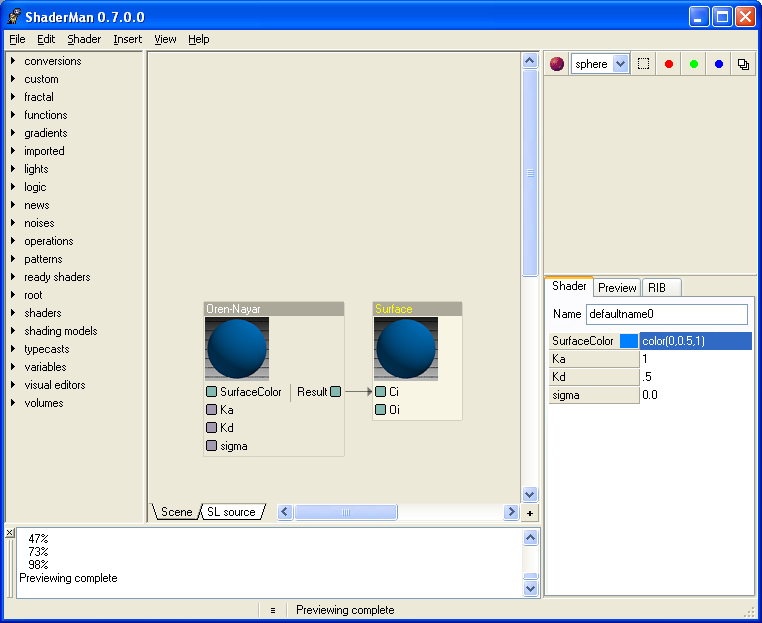 ShaderMan 0.7.0.0
File Edit Shader Insert View Help
conversions
custom
fractal
functions
gradients
imported
lights
logic
news
noises
operations
patterns
ready shaders
root
shaders
shading models
typecasts
variables
visual editors
volumes
Oren-Nayar
SurfaceColor Result
Ka
Kd
sigma
Surface
Ci
Oi
Scene SL source
sphere
Shader Preview RIB
Name defaultname0
SurfaceColor color(0,0.5,1)
Ka 1
Kd .5
sigma 0.0
47%
73%
98%
Previewing complete
Previewing complete